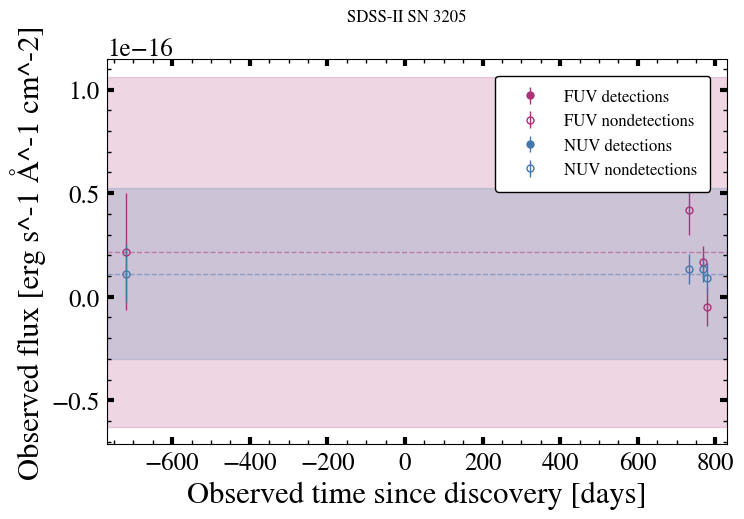 SDSS-II SN 3205
1e−16
Observed flux [erg s^-1 Å^-1 cm^-2]
1.0
0.5
0.0
−0.5
FUV detections
FUV nondetections
NUV detections
NUV nondetections
−600 −400 −200 0 200 400 600 800
Observed time since discovery [days]